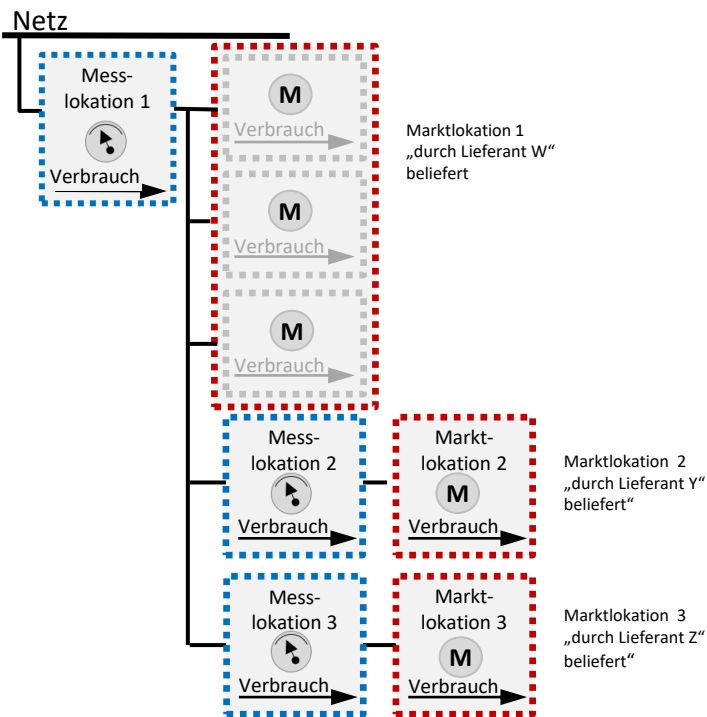 Netz
Mess-
lokation 1
Verbrauch
M
Verbrauch
M
Verbrauch
M
Verbrauch
Marktlokation 1
„durch Lieferant W“
beliefert
Mess-
lokation 2
Verbrauch
Markt-
lokation 2
M
Verbrauch
Marktlokation 2
„durch Lieferant Y“
beliefert“
Mess-
lokation 3
Verbrauch
Markt-
lokation 3
M
Verbrauch
Marktlokation 3
„durch Lieferant Z“
beliefert“